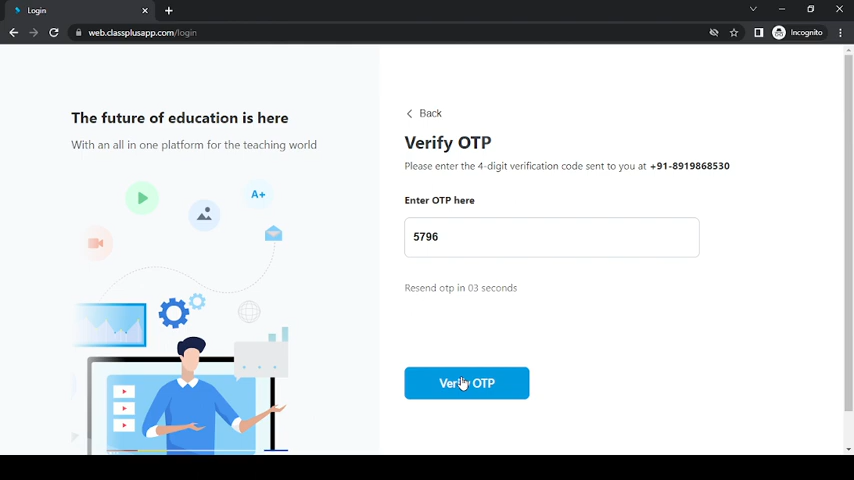 Login
web.classplusapp.com/login
Incognito
The future of education is here
With an all in one platform for the teaching world
A+
Back
Verify OTP
Please enter the 4-digit verification code sent to you at +91-8919868530
Enter OTP here
5796
Resend otp in 03 seconds
Verify OTP